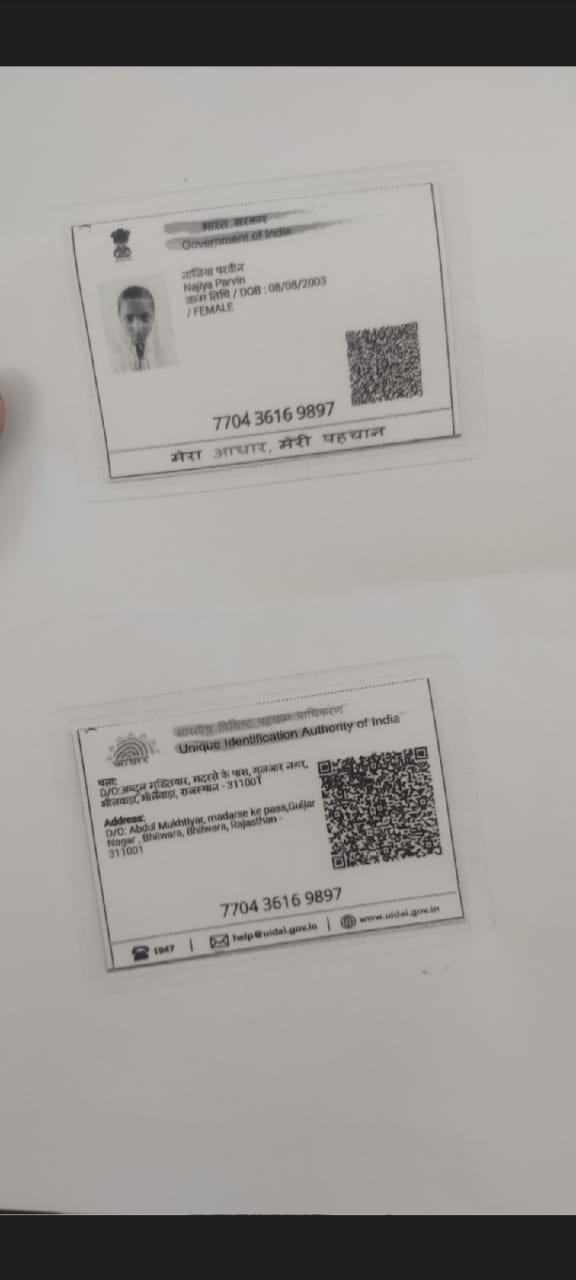 भारत सरकार
Government of India
नाजिया परवीन
Najiya Parvin
जन्म तिथि / DOB : 08/08/2003
/ FEMALE
7704 3616 9897
मेरा आधार, मेरी पहचान
भारतीय विशिष्ट पहचान प्राधिकरण
Unique Identification Authority of India
आधार
पता:
D/O: अब्दुल मुख्तियार, मदरसे के पास, गुलजार नगर,
भीलवाड़ा, भीलवाड़ा, राजस्थान - 311001
Address:
D/O: Abdul Mukhtiyar, madarse ke pass,Guljar
Nagar , Bhilwara, Bhilwara, Rajasthan -
311001
7704 3616 9897
1947 | help@uidai.gov.in | www.uidai.gov.in